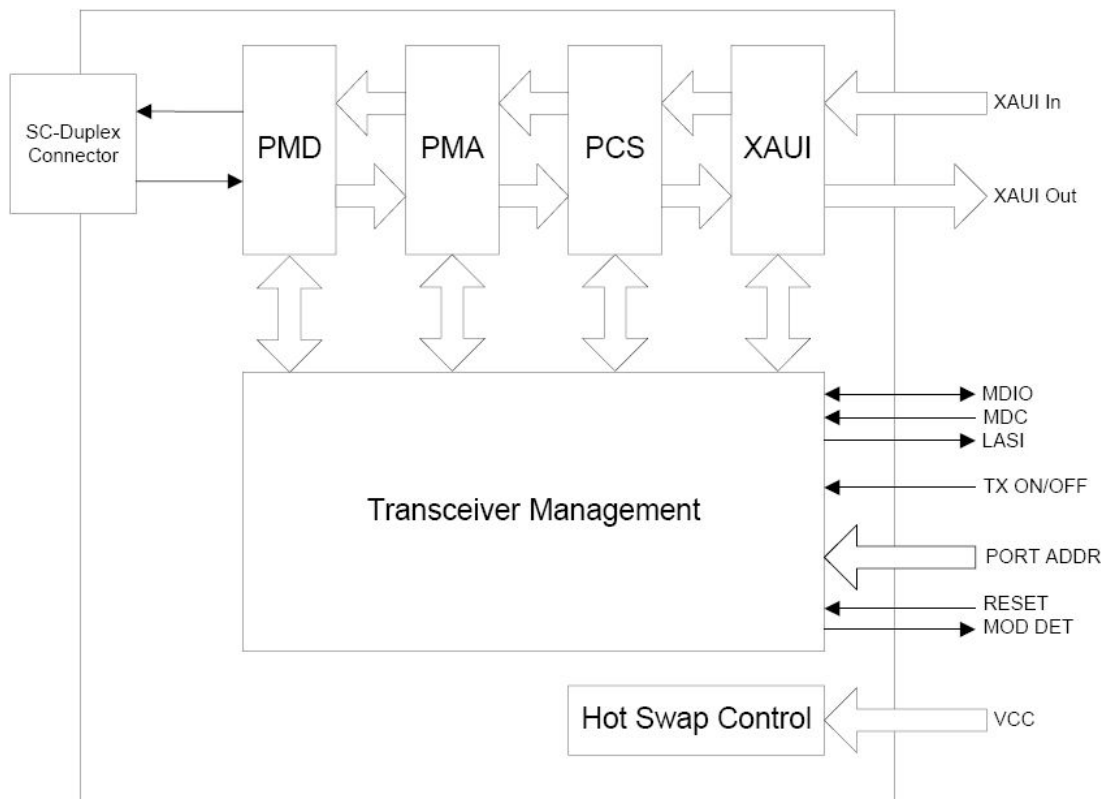 XAUI In
SC-Duplex
Connector
PMD
PMA
PCS
XAUI
XAUI Out
MDIO
MDC
LASI
TX ON/OFF
Transceiver Management
PORT ADDR
RESET
MOD DET
Hot Swap Control
VCC